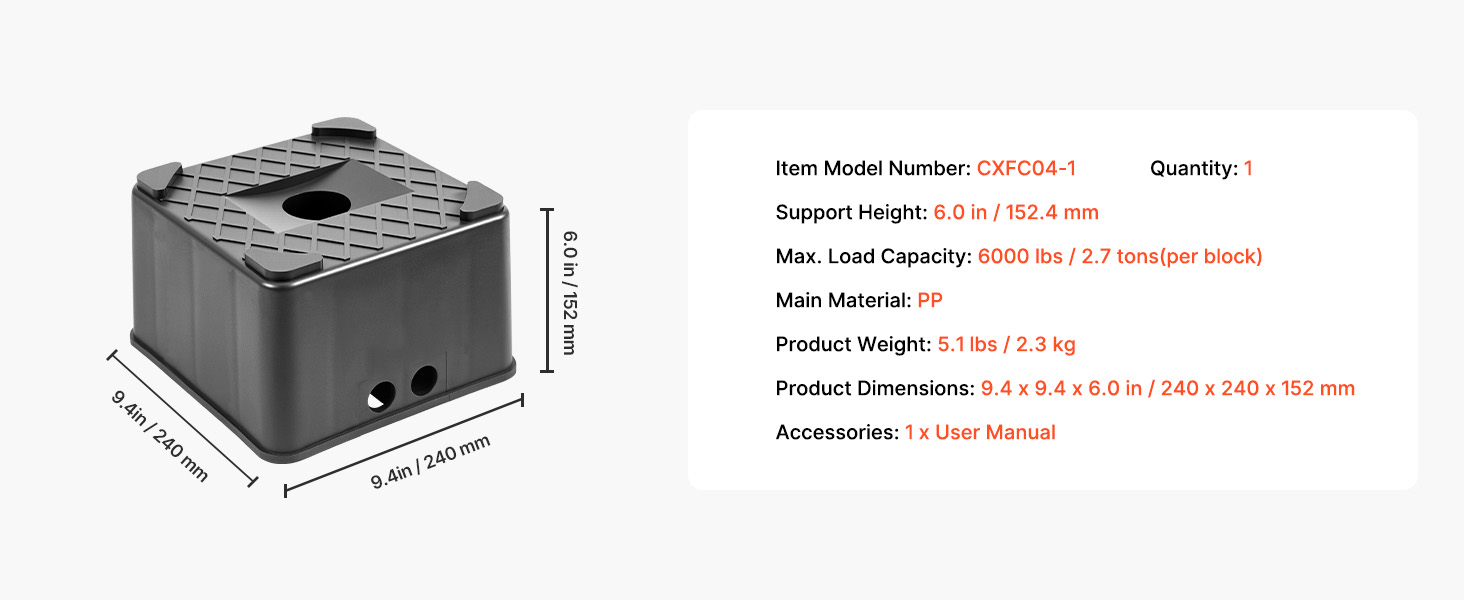 Item Model Number: CXFC04-1 Quantity: 1
Support Height: 6.0 in / 152.4 mm
Max. Load Capacity: 6000 lbs / 2.7 tons(per block)
Main Material: PP
Product Weight: 5.1 lbs / 2.3 kg
Product Dimensions: 9.4 x 9.4 x 6.0 in / 240 x 240 x 152 mm
Accessories: 1 x User Manual
6.0 in / 152 mm
9.4in / 240 mm
9.4in / 240 mm